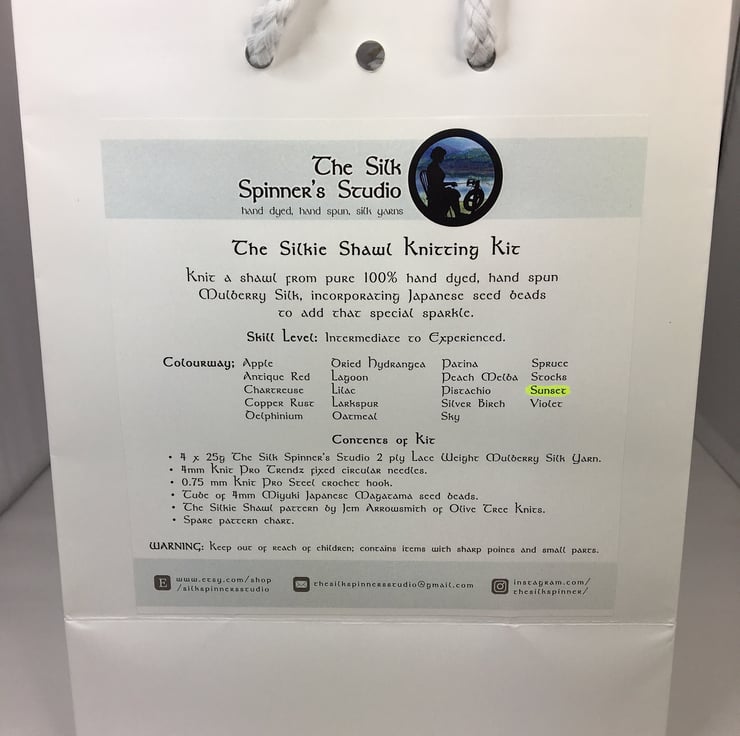 The Silk
Spinner's Studio
hand dyed, hand spun, silk yarns
The Silkie Shawl Knitting Kit
Knit a shawl from pure 100% hand dyed, hand spun
Mulberry Silk, incorporating Japanese seed beads
to add that special sparkle.
Skill Level: Intermediate to Experienced.
Colourway; Apple Dried Hydrangea Patina Spruce
Antique Red Lagoon Peach Melba Stocks
Chartreuse Lilac Pistachio Sunset
Copper Rust Larkspur Silver Birch Violet
Delphinium Oatmeal Sky
Contents of Kit
• 4 x 25g The Silk Spinner's Studio 2 ply Lace Weight Mulberry Silk Yarn.
• 4mm Knit Pro Trendz fixed circular needles.
• 0.75 mm Knit Pro Steel crochet hook.
• Tube of 4mm Miyuki Japanese Magatama seed beads.
• The Silkie Shawl pattern by Jem Arrowsmith of Olive Tree Knits.
• Spare pattern chart.
WARNING: Keep out of reach of children; contains items with sharp points and small parts.
E www.etsy.com/shop
/silkspinnersstudio
thesilkspinnersstudio@gmail.com
instagram.com/
thesilkspinner/